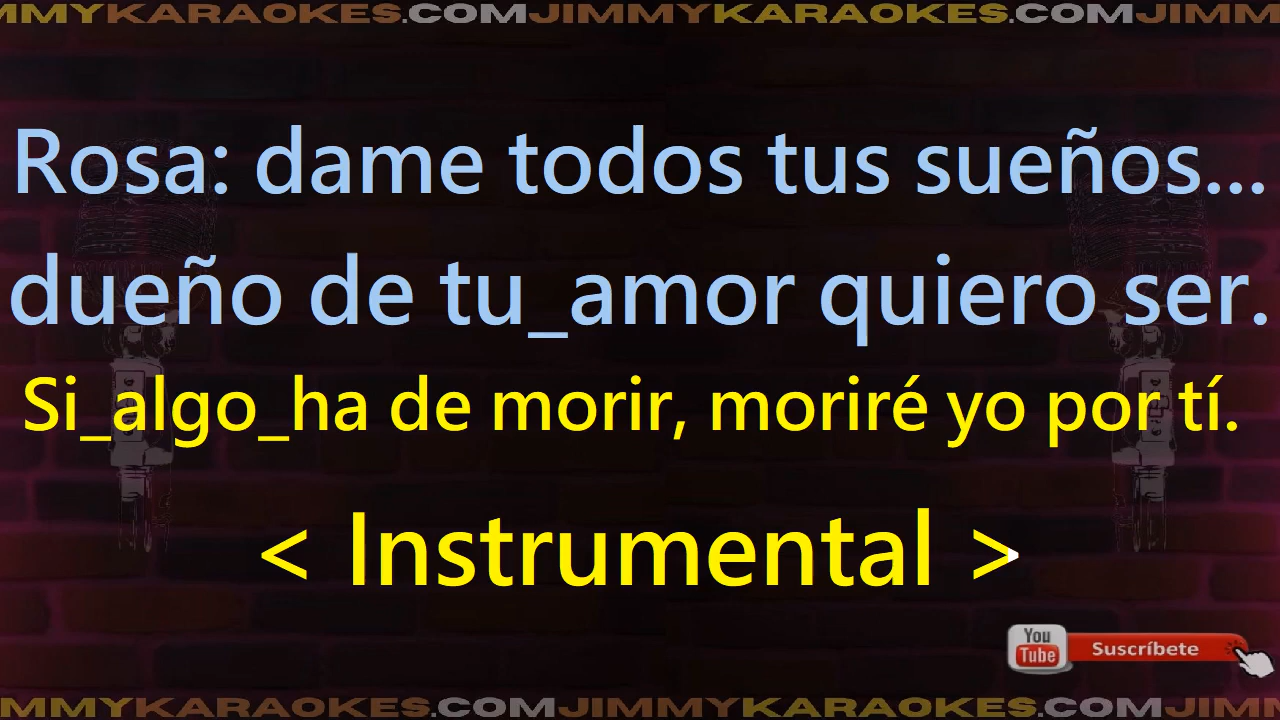 MMYKARAOKES.COMJIMMYKARAOKES.COMJIMM
Rosa: dame todos tus sueños...
dueño de tu_amor quiero ser.
Si_algo_ha de morir, moriré yo por tí.
< Instrumental >
You
Tube
Suscríbete
MMYKARAOKES.COMJIMMYKARAOKES.COMJIMM